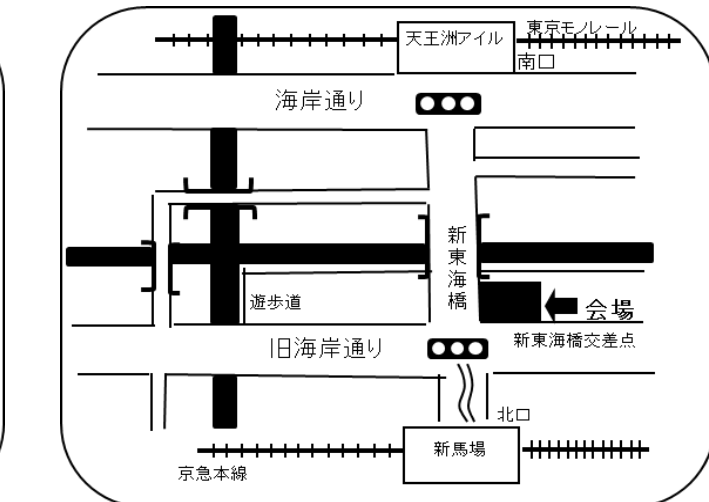 東京モノレール
天王洲アイル
南口
海岸通り
新東海橋
遊歩道
会場
旧海岸通り
新東海橋交差点
北口
新馬場
京急本線